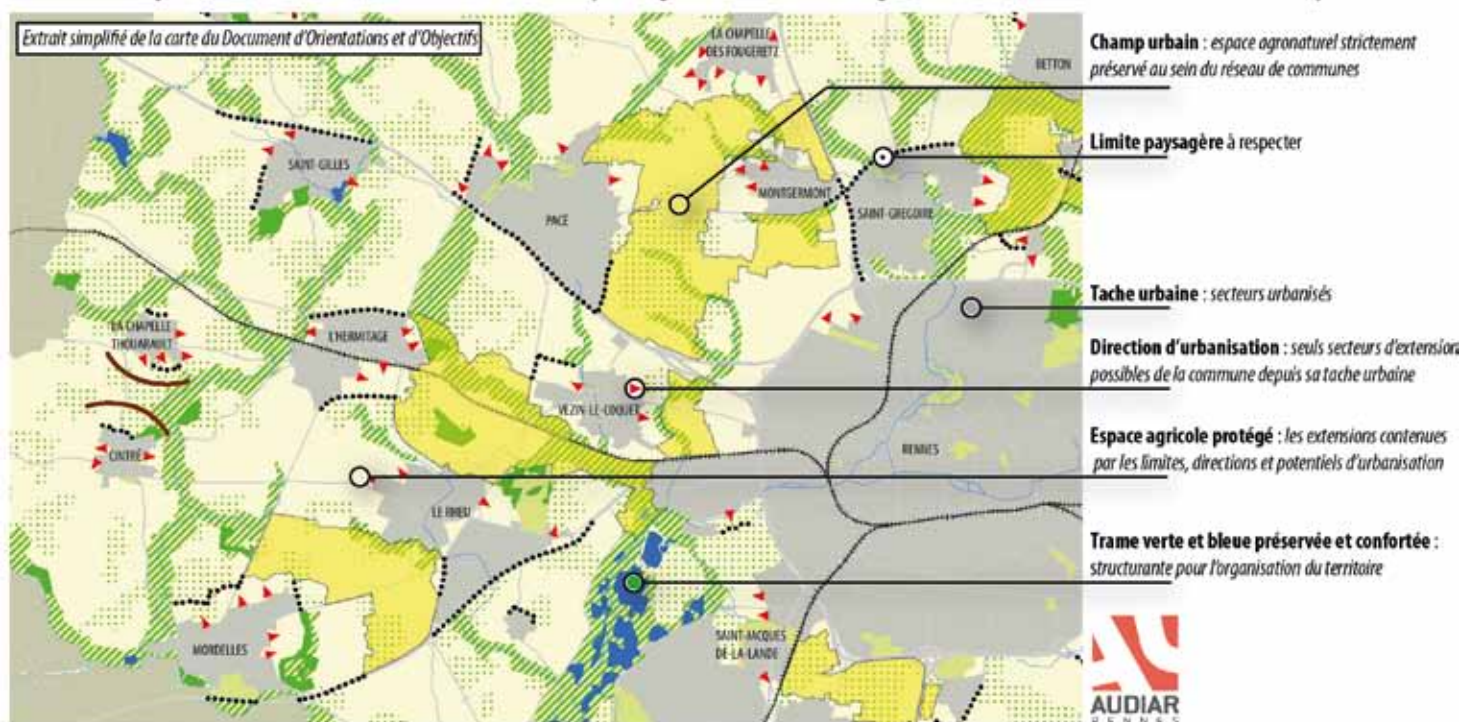 Extrait simplifié de la carte du Document d'Orientations et d'Objectifs
LA CHAPELLE
DES FOUGERETZ
BETTON
SAINT-GILLES
PACÉ
MONTGERMONT
SAINT-GREGOIRE
LA CHAPELLE
THOUARAULT
L'HERMITAGE
VEZIN-LE-COQUET
RENNES
CINTRÉ
LE RHEU
MORDELLES
SAINT-JACQUES
DE-LA-LANDE
Champ urbain : espace agronaturel strictement
préservé au sein du réseau de communes
Limite paysagère à respecter
Tache urbaine : secteurs urbanisés
Direction d'urbanisation : seuls secteurs d'extension
possibles de la commune depuis sa tache urbaine
Espace agricole protégé : les extensions contenues
par les limites, directions et potentiels d'urbanisation
Trame verte et bleue préservée et confortée :
structurante pour l'organisation du territoire
AU
AUDIAR
RENNES